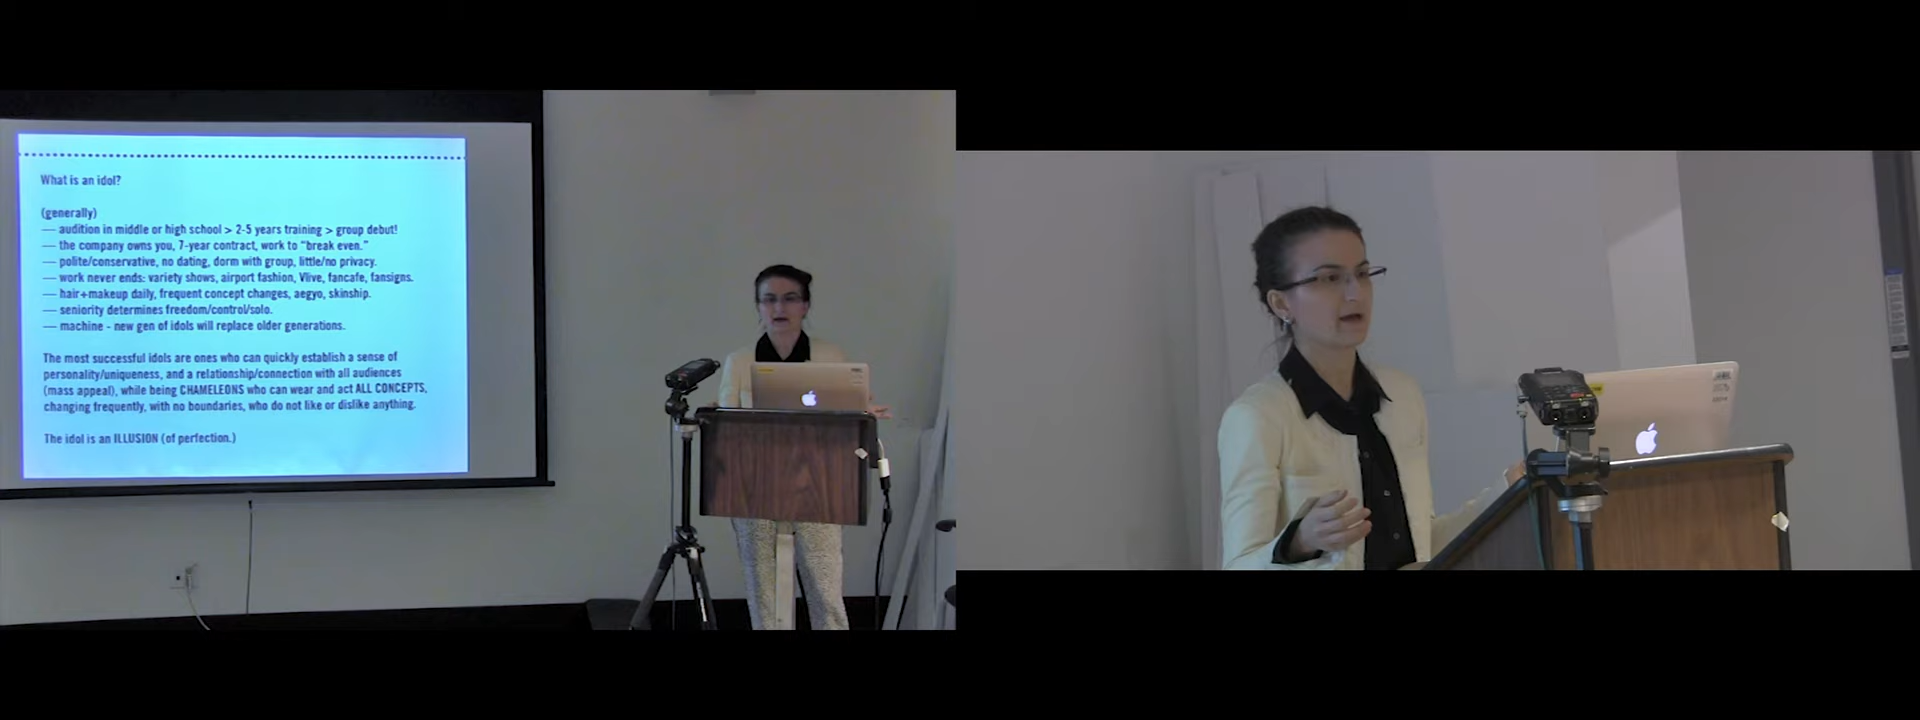 What is an idol?
(generally)
— audition in middle or high school > 2-5 years training > group debut!
— the company owns you, 7-year contract, work to “break even.”
— polite/conservative, no dating, dorm with group, little/no privacy.
— work never ends: variety shows, airport fashion, Vlive, fancafe, fansigns.
— hair+makeup daily, frequent concept changes, aegyo, skinship.
— seniority determines freedom/control/solo.
— machine - new gen of idols will replace older generations.
The most successful idols are ones who can quickly establish a sense of
personality/uniqueness, and a relationship/connection with all audiences
(mass appeal), while being CHAMELEONS who can wear and act ALL CONCEPTS,
changing frequently, with no boundaries, who do not like or dislike anything.
The idol is an ILLUSION (of perfection.)